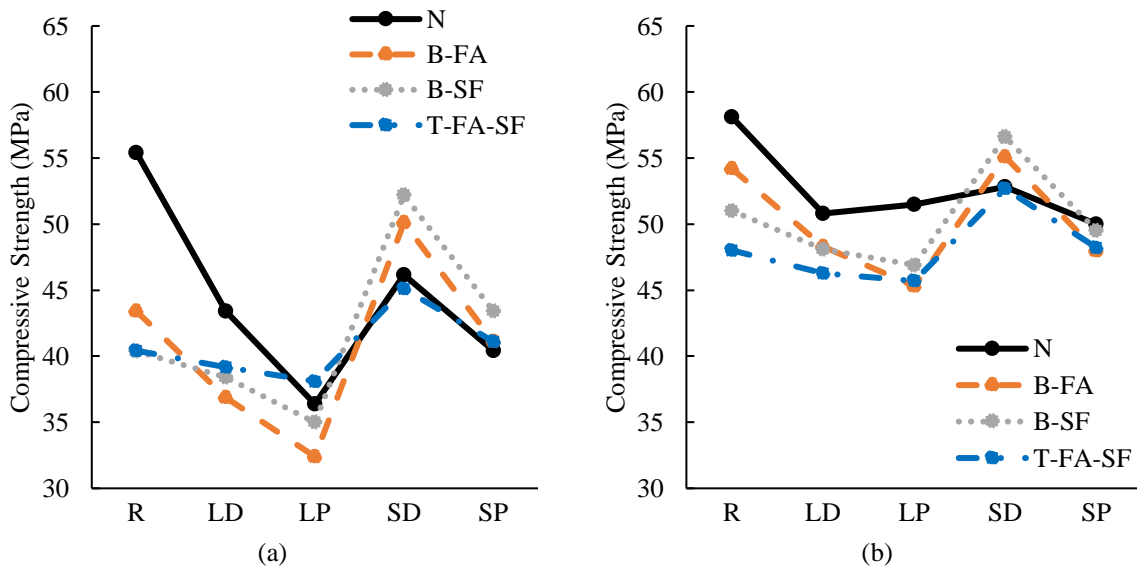 Compressive Strength (MPa)
65
60
55
50
45
40
35
30
R LD LP SD SP
N
B-FA
B-SF
T-FA-SF
(a)
Compressive Strength (MPa)
65
60
55
50
45
40
35
30
R LD LP SD SP
N
B-FA
B-SF
T-FA-SF
(b)